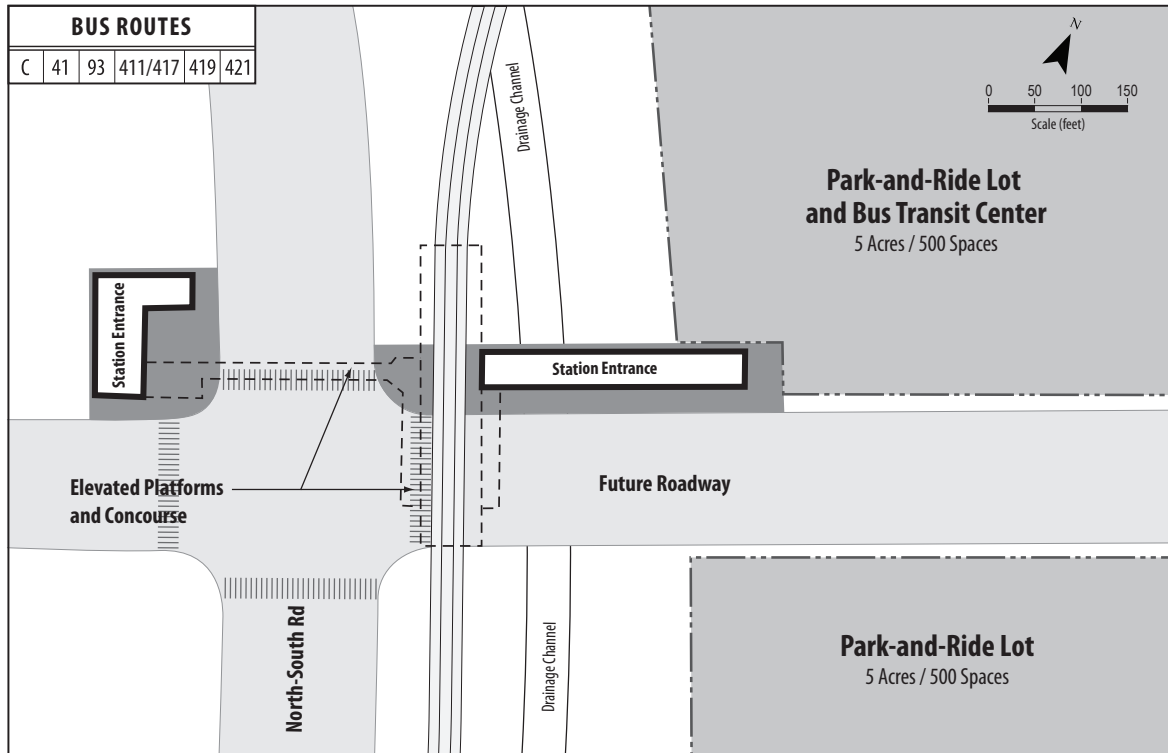 BUS ROUTES
C 41 93 411/417 419 421
N
0 50 100 150
Scale (feet)
Drainage Channel
Park-and-Ride Lot
and Bus Transit Center
5 Acres / 500 Spaces
Station Entrance
Station Entrance
Elevated Platforms
and Concourse
Future Roadway
North-South Rd
Drainage Channel
Park-and-Ride Lot
5 Acres / 500 Spaces